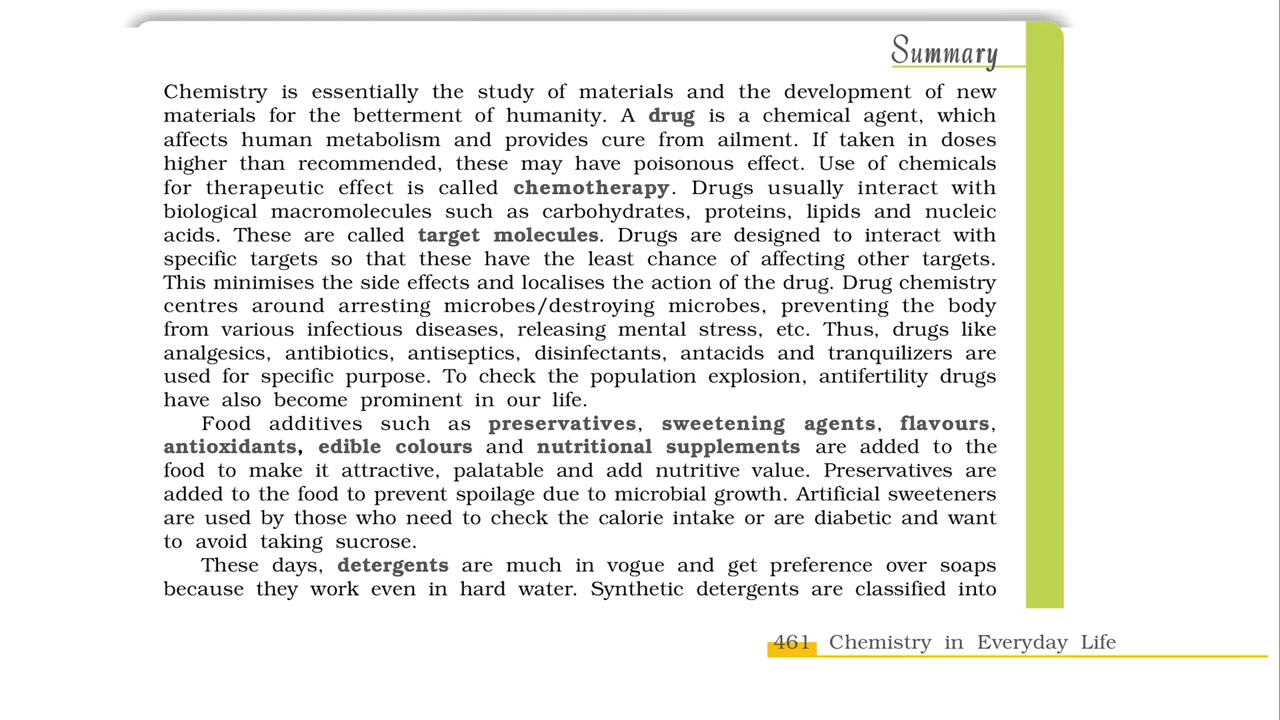 Summary
Chemistry is essentially the study of materials and the development of new
materials for the betterment of humanity. A drug is a chemical agent, which
affects human metabolism and provides cure from ailment. If taken in doses
higher than recommended, these may have poisonous effect. Use of chemicals
for therapeutic effect is called chemotherapy. Drugs usually interact with
biological macromolecules such as carbohydrates, proteins, lipids and nucleic
acids. These are called target molecules. Drugs are designed to interact with
specific targets so that these have the least chance of affecting other targets.
This minimises the side effects and localises the action of the drug. Drug chemistry
centres around arresting microbes/destroying microbes, preventing the body
from various infectious diseases, releasing mental stress, etc. Thus, drugs like
analgesics, antibiotics, antiseptics, disinfectants, antacids and tranquilizers are
used for specific purpose. To check the population explosion, antifertility drugs
have also become prominent in our life.
Food additives such as preservatives, sweetening agents, flavours,
antioxidants, edible colours and nutritional supplements are added to the
food to make it attractive, palatable and add nutritive value. Preservatives are
added to the food to prevent spoilage due to microbial growth. Artificial sweeteners
are used by those who need to check the calorie intake or are diabetic and want
to avoid taking sucrose.
These days, detergents are much in vogue and get preference over soaps
because they work even in hard water. Synthetic detergents are classified into
461 Chemistry in Everyday Life